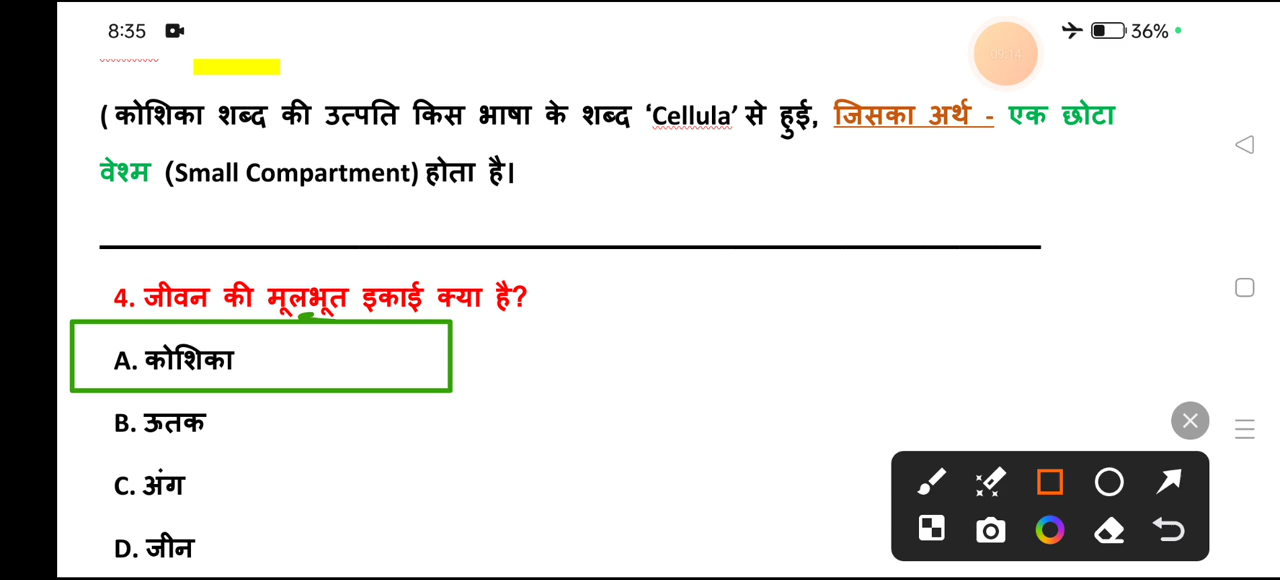 8:35
36%
( कोशिका शब्द की उत्पति किस भाषा के शब्द ‘Cellula’ से हुई, जिसका अर्थ - एक छोटा
वेश्म (Small Compartment) होता है।
4. जीवन की मूलभूत इकाई क्या है?
A. कोशिका
B. ऊतक
C. अंग
D. जीन